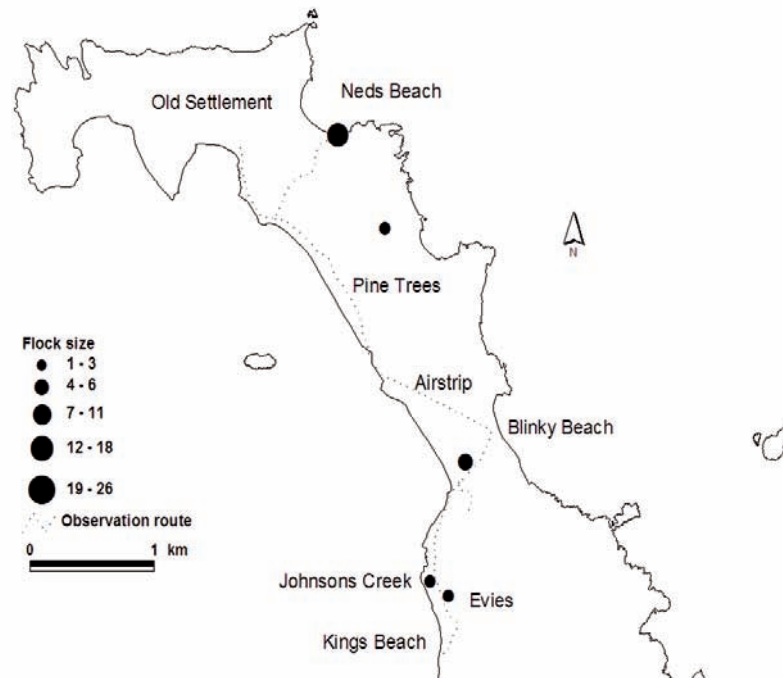 Neds Beach
Old Settlement
N
Pine Trees
Flock size
1 - 3
4 - 6
7 - 11
12 - 18
19 - 26
Observation route
0 1 km
Airstrip
Blinky Beach
Johnsons Creek
Evies
Kings Beach